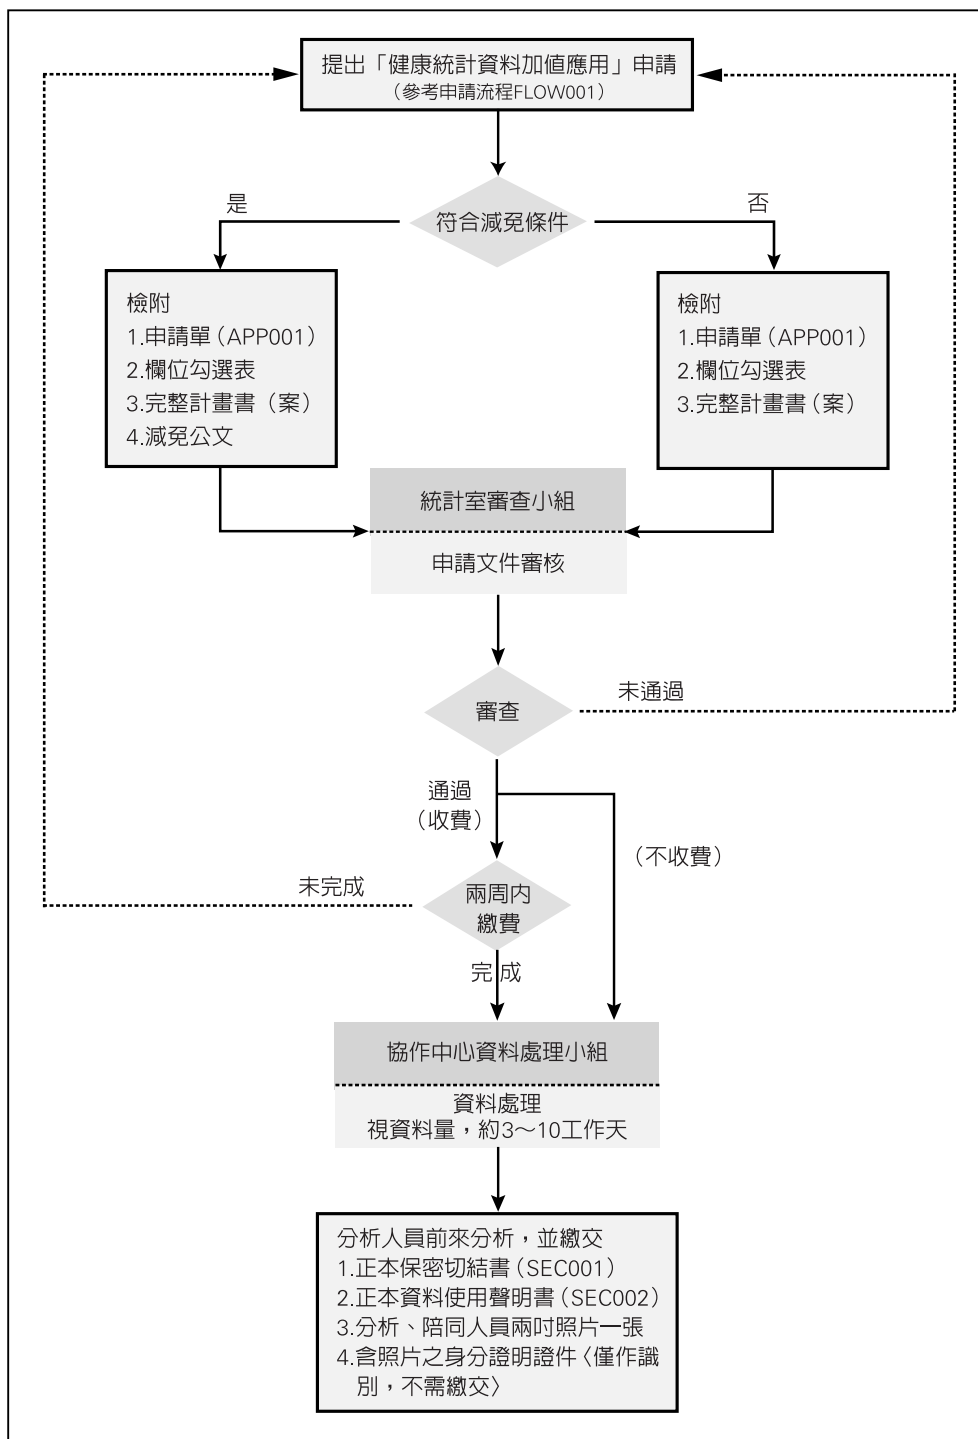 提出「健康統計資料加值應用」申請
（參考申請流程FLOW001）
符合減免條件
是
否
檢附
1.申請單（APP001）
2.欄位勾選表
3.完整計畫書（案）
4.減免公文
檢附
1.申請單（APP001）
2.欄位勾選表
3.完整計畫書（案）
統計室審查小組
申請文件審核
審查
未通過
通過
（收費）
（不收費）
未完成
兩周內
繳費
完成
協作中心資料處理小組
資料處理
視資料量，約3～10工作天
分析人員前來分析，並繳交
1.正本保密切結書（SEC001）
2.正本資料使用聲明書（SEC002）
3.分析、陪同人員兩吋照片一張
4.含照片之身分證明證件〈僅作識
別，不需繳交〉